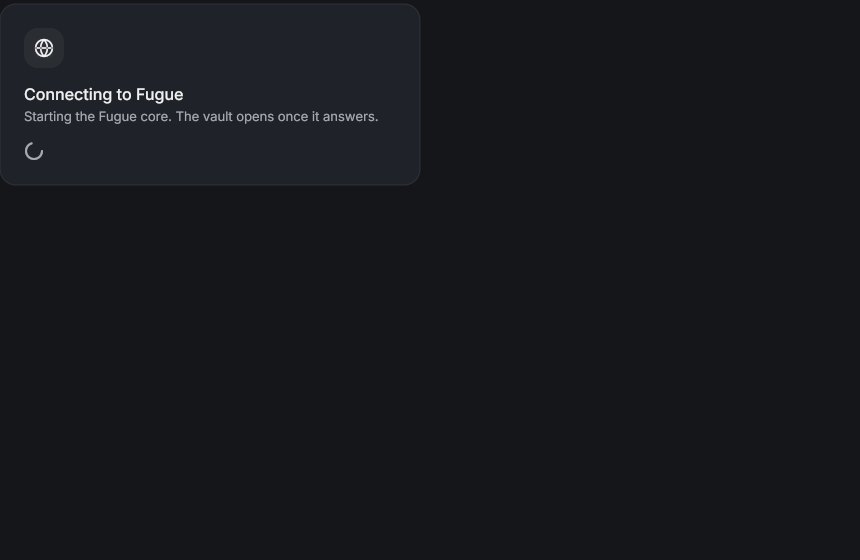 Connecting to Fugue
Starting the Fugue core. The vault opens once it answers.